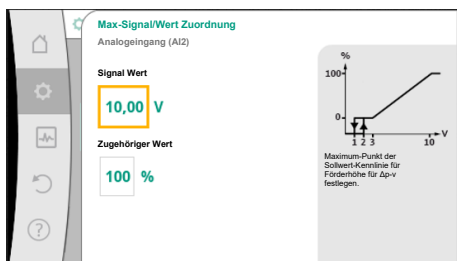 Max-Signal/Wert Zuordnung
Analogeingang (AI2)
Signal Wert
10,00 V
Zugehöriger Wert
100 %
%
100
0
1 2 3 10 V
Maximum-Punkt der
Sollwert-Kennlinie für
Förderhöhe für Δp-v
festlegen.
?